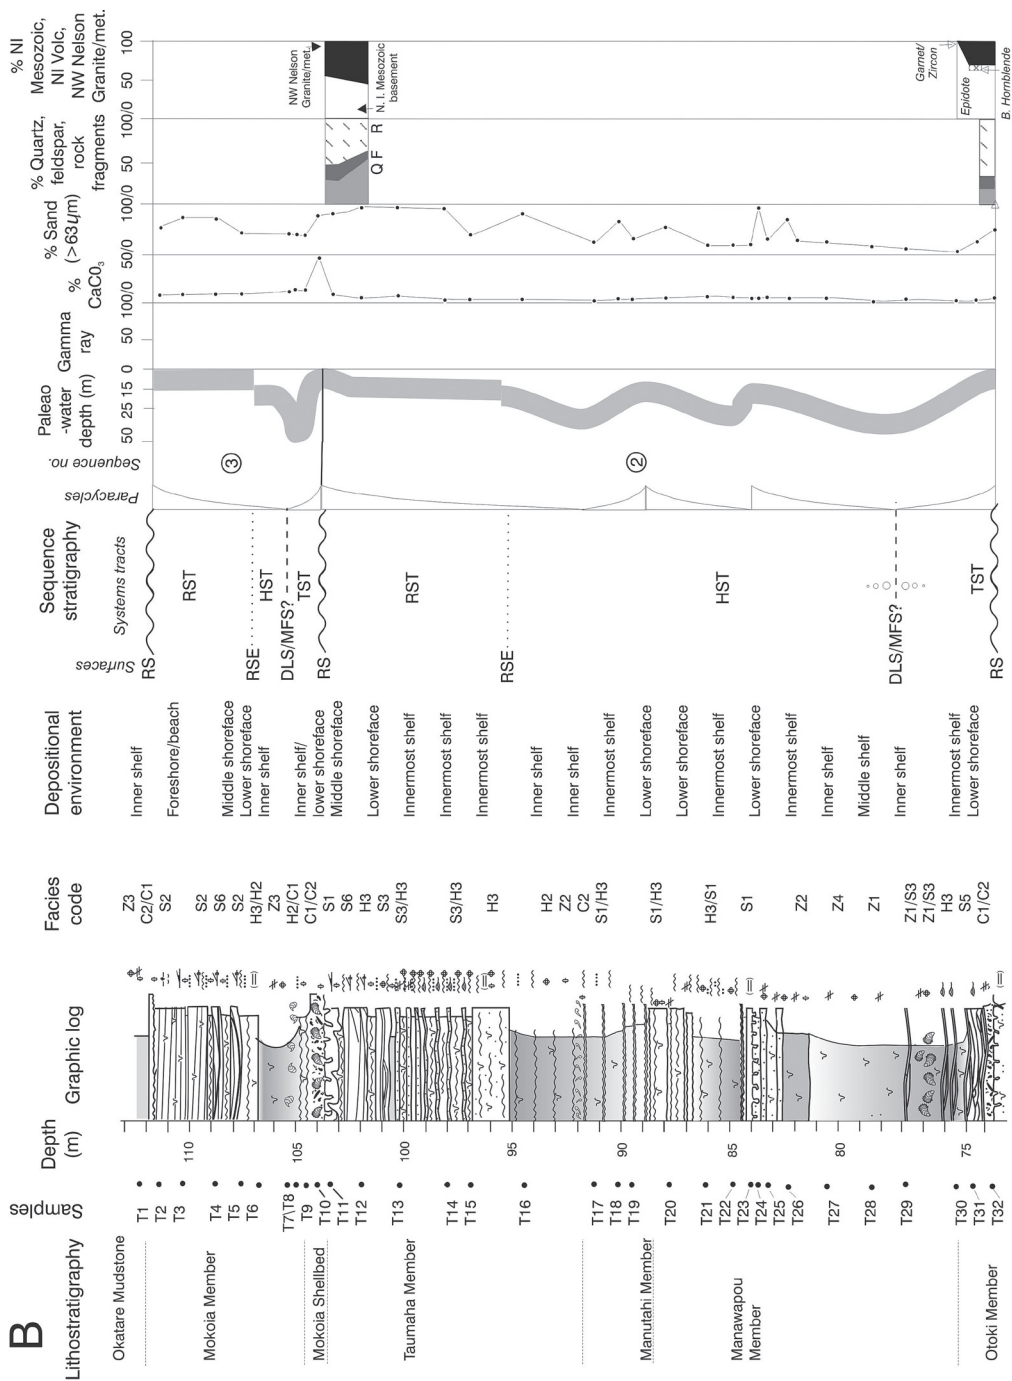 B
Lithostratigraphy
Samples
Depth
(m)
Graphic log
Facies
code
Depositional
environment
Sequence
stratigraphy
Surfaces
Systems tracts
Paracycles
Sequence no.
Paleao
-water
depth (m)
50 25 15 0
Gamma
ray
50 100/0
%
CaCO₃
50/0
% Sand
(>63µm)
100/0
% Quartz,
feldspar,
rock
fragments
50 100/0
% NI
Mesozoic,
NI Volc,
NW Nelson
Granite/met.
50 100
Okatare Mudstone
Mokoia Member
Mokoia Shellbed
Taumaha Member
Manutahi Member
Manawapou
Member
Otoki Member
T1
T2
T3
T4
T5
T6
T7\T8
T9
T10
T11
T12
T13
T14
T15
T16
T17
T18
T19
T20
T21
T22
T23
T24
T25
T26
T27
T28
T29
T30
T31
T32
110
105
100
95
90
85
80
75
Z3
C2/C1
S2
S2
S6
S2
H3/H2
Z3
H2/C1
C1/C2
S1
S6
H3
S3
S3/H3
S3/H3
H3
H2
Z2
C2
S1/H3
S1/H3
H3/S1
S1
Z2
Z4
Z1
Z1/S3
Z1/S3
H3
S5
C1/C2
Inner shelf
Foreshore/beach
Middle shoreface
Lower shoreface
Inner shelf
Inner shelf/
lower shoreface
Middle shoreface
Lower shoreface
Innermost shelf
Innermost shelf
Innermost shelf
Inner shelf
Inner shelf
Innermost shelf
Lower shoreface
Lower shoreface
Innermost shelf
Lower shoreface
Innermost shelf
Inner shelf
Middle shelf
Inner shelf
Innermost shelf
Lower shoreface
RS
RST
RSE
HST
DLS/MFS?
TST
RS
RST
RSE
HST
DLS/MFS?
TST
RS
3
2
NW Nelson
Granite/met.
N. I. Mesozoic
basement
Q F R
Garnet/
Zircon
Epidote
B. Hornblende